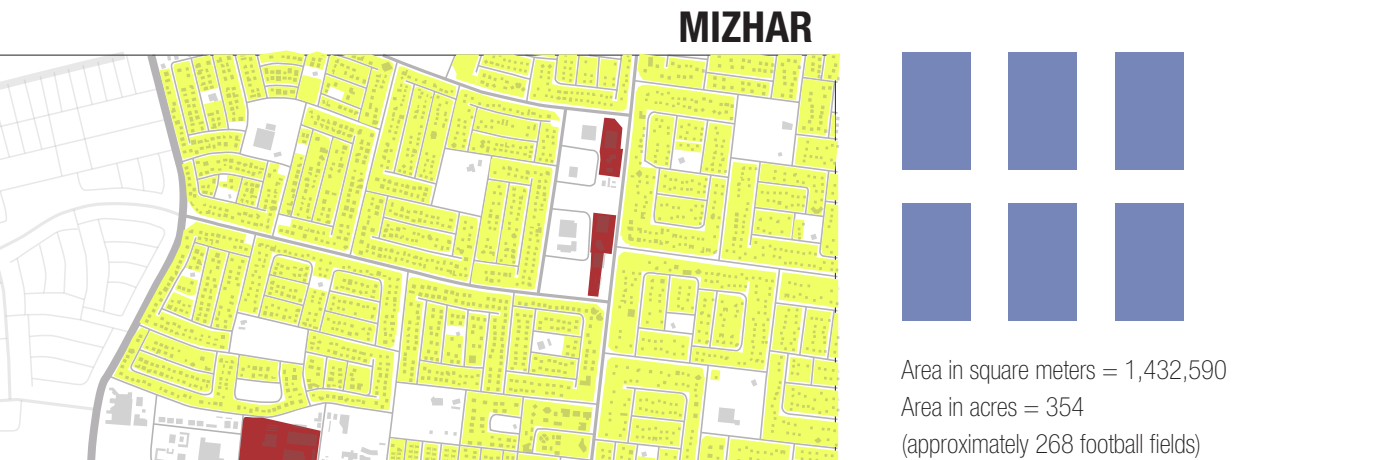 MIZHAR
Area in square meters = 1,432,590
Area in acres = 354
(approximately 268 football fields)